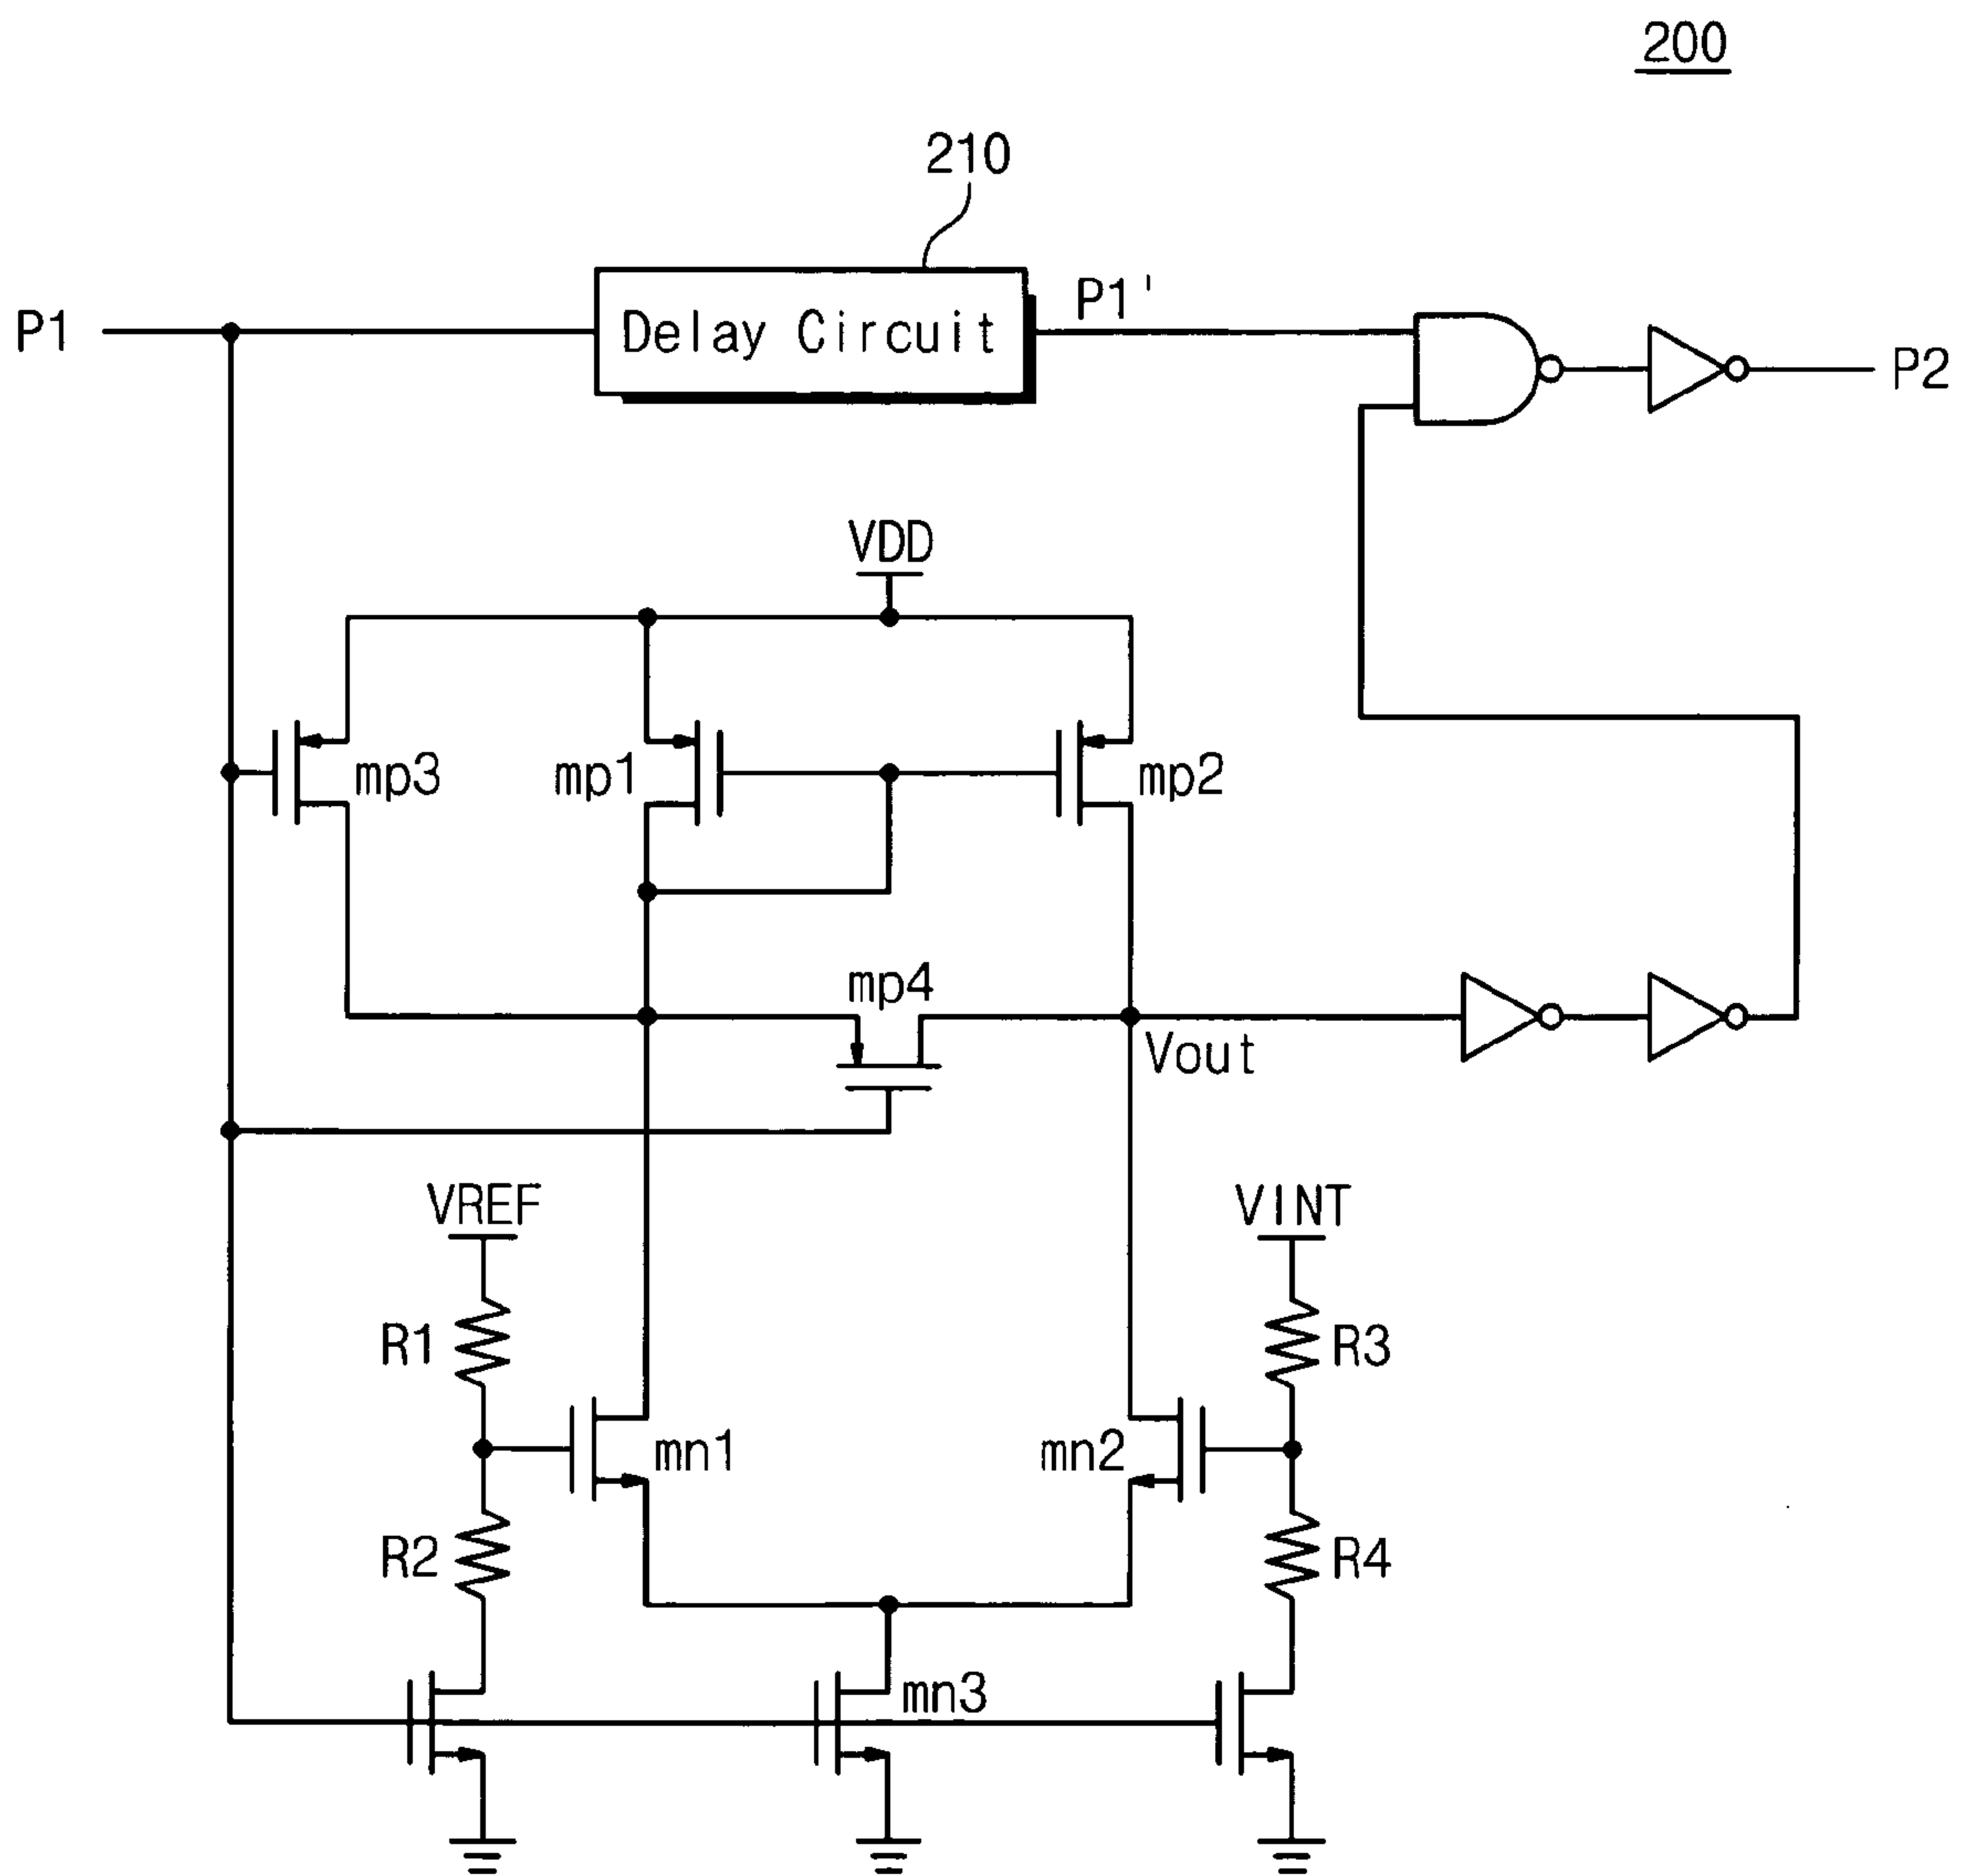 200
210
P1
Delay Circuit
P1'
P2
VDD
mp3
mp1
mp2
mp4
Vout
VREF
VINT
R1
R3
mn1
mn2
R2
R4
mn3